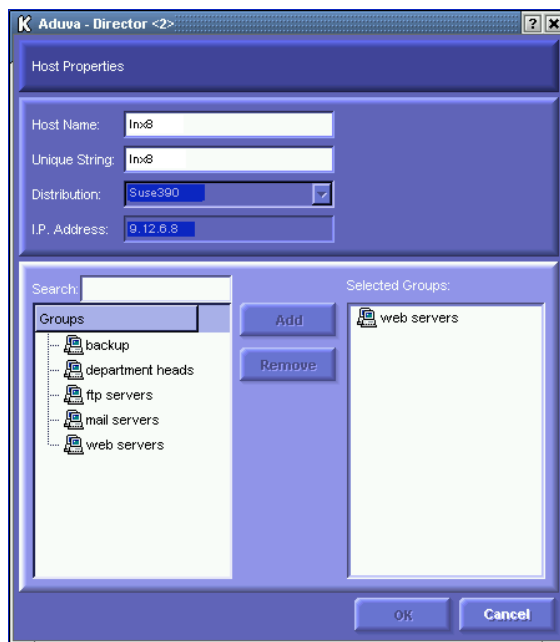 K Aduva - Director <2>
Host Properties
Host Name: lnx8
Unique String: lnx8
Distribution: Suse390
I.P. Address: 9.12.6.8
Search:
Groups
backup
department heads
ftp servers
mail servers
web servers
Add
Remove
Selected Groups:
web servers
OK
Cancel